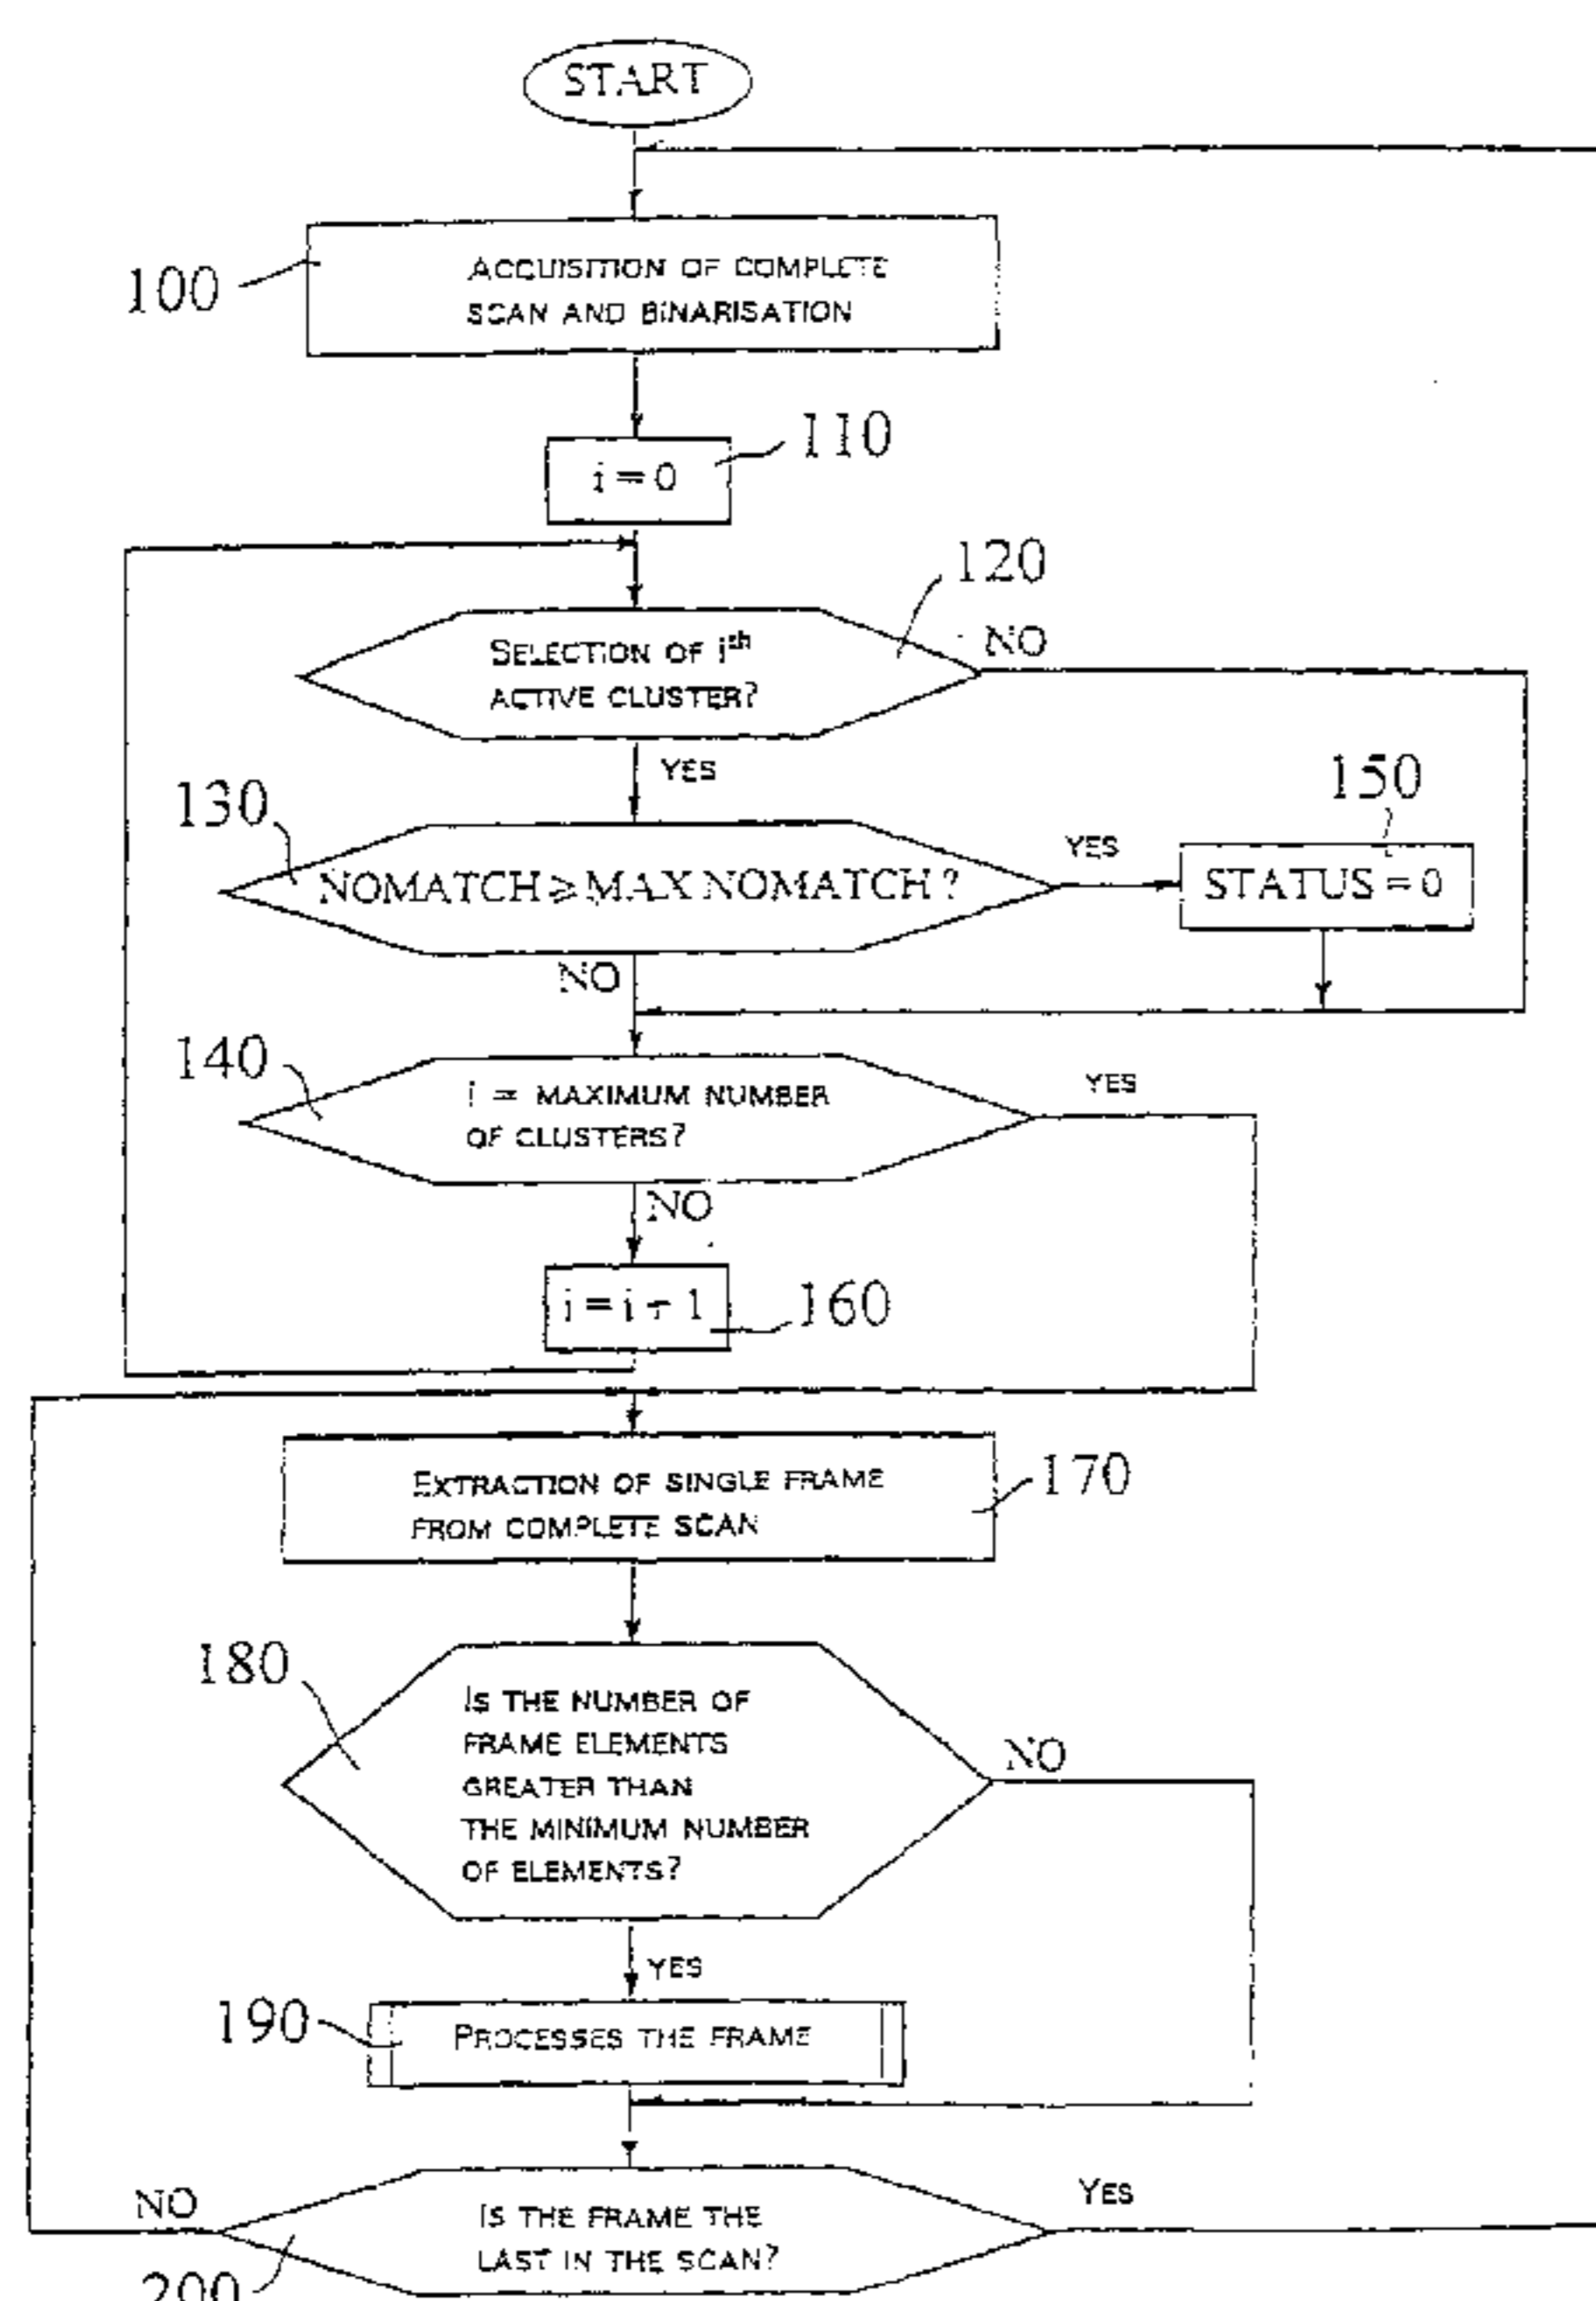 START
100
ACQUISITION OF COMPLETE
SCAN AND BINARISATION
110
i = 0
120
SELECTION OF ith
ACTIVE CLUSTER?
NO
YES
130
NOMATCH ⩾ MAX NOMATCH ?
YES
150
STATUS = 0
NO
140
i = MAXIMUM NUMBER
OF CLUSTERS?
YES
NO
i = i + 1
160
EXTRACTION OF SINGLE FRAME
FROM COMPLETE SCAN
170
180
IS THE NUMBER OF
FRAME ELEMENTS
GREATER THAN
THE MINIMUM NUMBER
OF ELEMENTS?
NO
YES
190
PROCESSES THE FRAME
NO
IS THE FRAME THE
LAST IN THE SCAN?
YES
200